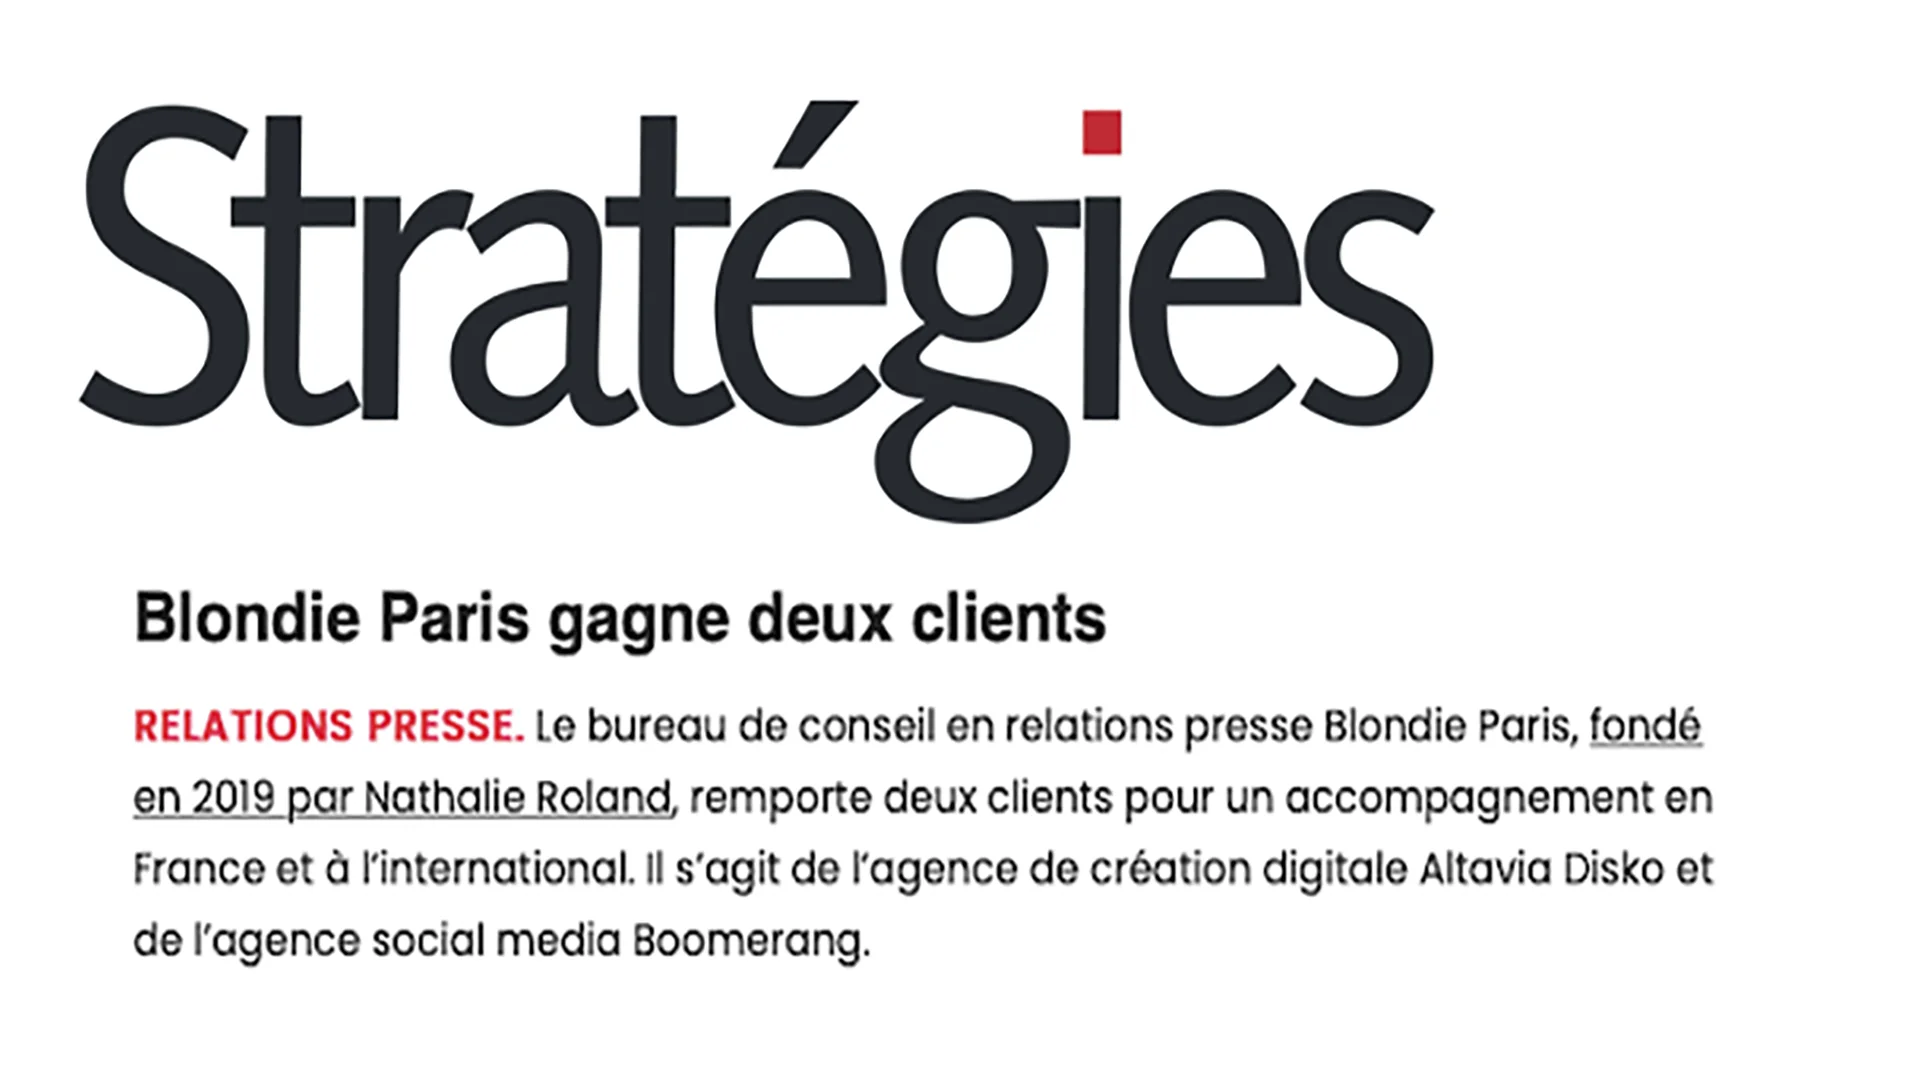 Stratégies
Blondie Paris gagne deux clients
RELATIONS PRESSE. Le bureau de conseil en relations presse Blondie Paris, fondé
en 2019 par Nathalie Roland, remporte deux clients pour un accompagnement en
France et à l’international. Il s’agit de l’agence de création digitale Altavia Disko et
de l’agence social media Boomerang.